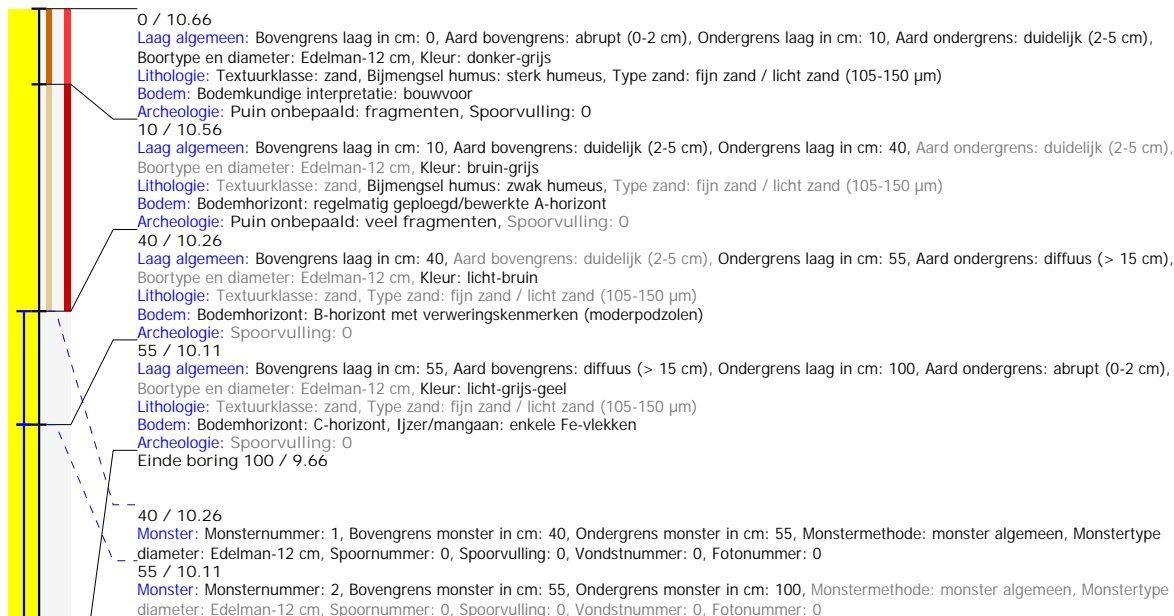 0 / 10.66
Laag algemeen: Bovengrens laag in cm: 0, Aard bovengrens: abrupt (0-2 cm), Ondergrens laag in cm: 10, Aard ondergrens: duidelijk (2-5 cm),
Boortype en diameter: Edelman-12 cm, Kleur: donker-grijs
Lithologie: Textuurklasse: zand, Bijmengsel humus: sterk humeus, Type zand: fijn zand / licht zand (105-150 µm)
Bodem: Bodemkundige interpretatie: bouwvoor
Archeologie: Puin onbepaald: fragmenten, Spoorvulling: 0
10 / 10.56
Laag algemeen: Bovengrens laag in cm: 10, Aard bovengrens: duidelijk (2-5 cm), Ondergrens laag in cm: 40, Aard ondergrens: duidelijk (2-5 cm),
Boortype en diameter: Edelman-12 cm, Kleur: bruin-grijs
Lithologie: Textuurklasse: zand, Bijmengsel humus: zwak humeus, Type zand: fijn zand / licht zand (105-150 µm)
Bodem: Bodemhorizont: regelmatig geploegd/bewerkte A-horizont
Archeologie: Puin onbepaald: veel fragmenten, Spoorvulling: 0
40 / 10.26
Laag algemeen: Bovengrens laag in cm: 40, Aard bovengrens: duidelijk (2-5 cm), Ondergrens laag in cm: 55, Aard ondergrens: diffuus (> 15 cm),
Boortype en diameter: Edelman-12 cm, Kleur: licht-bruin
Lithologie: Textuurklasse: zand, Type zand: fijn zand / licht zand (105-150 µm)
Bodem: Bodemhorizont: B-horizont met verweringskenmerken (moderpodzolen)
Archeologie: Spoorvulling: 0
55 / 10.11
Laag algemeen: Bovengrens laag in cm: 55, Aard bovengrens: diffuus (> 15 cm), Ondergrens laag in cm: 100, Aard ondergrens: abrupt (0-2 cm),
Boortype en diameter: Edelman-12 cm, Kleur: licht-grijs-geel
Lithologie: Textuurklasse: zand, Type zand: fijn zand / licht zand (105-150 µm)
Bodem: Bodemhorizont: C-horizont, Ijzer/mangaan: enkele Fe-vlekken
Archeologie: Spoorvulling: 0
Einde boring 100 / 9.66
40 / 10.26
Monster: Monsternummer: 1, Bovengrens monster in cm: 40, Ondergrens monster in cm: 55, Monstermethode: monster algemeen, Monstertype
diameter: Edelman-12 cm, Spoornummer: 0, Spoorvulling: 0, Vondstnummer: 0, Fotonummer: 0
55 / 10.11
Monster: Monsternummer: 2, Bovengrens monster in cm: 55, Ondergrens monster in cm: 100, Monstermethode: monster algemeen, Monstertype
diameter: Edelman-12 cm, Spoornummer: 0, Spoorvulling: 0, Vondstnummer: 0, Fotonummer: 0